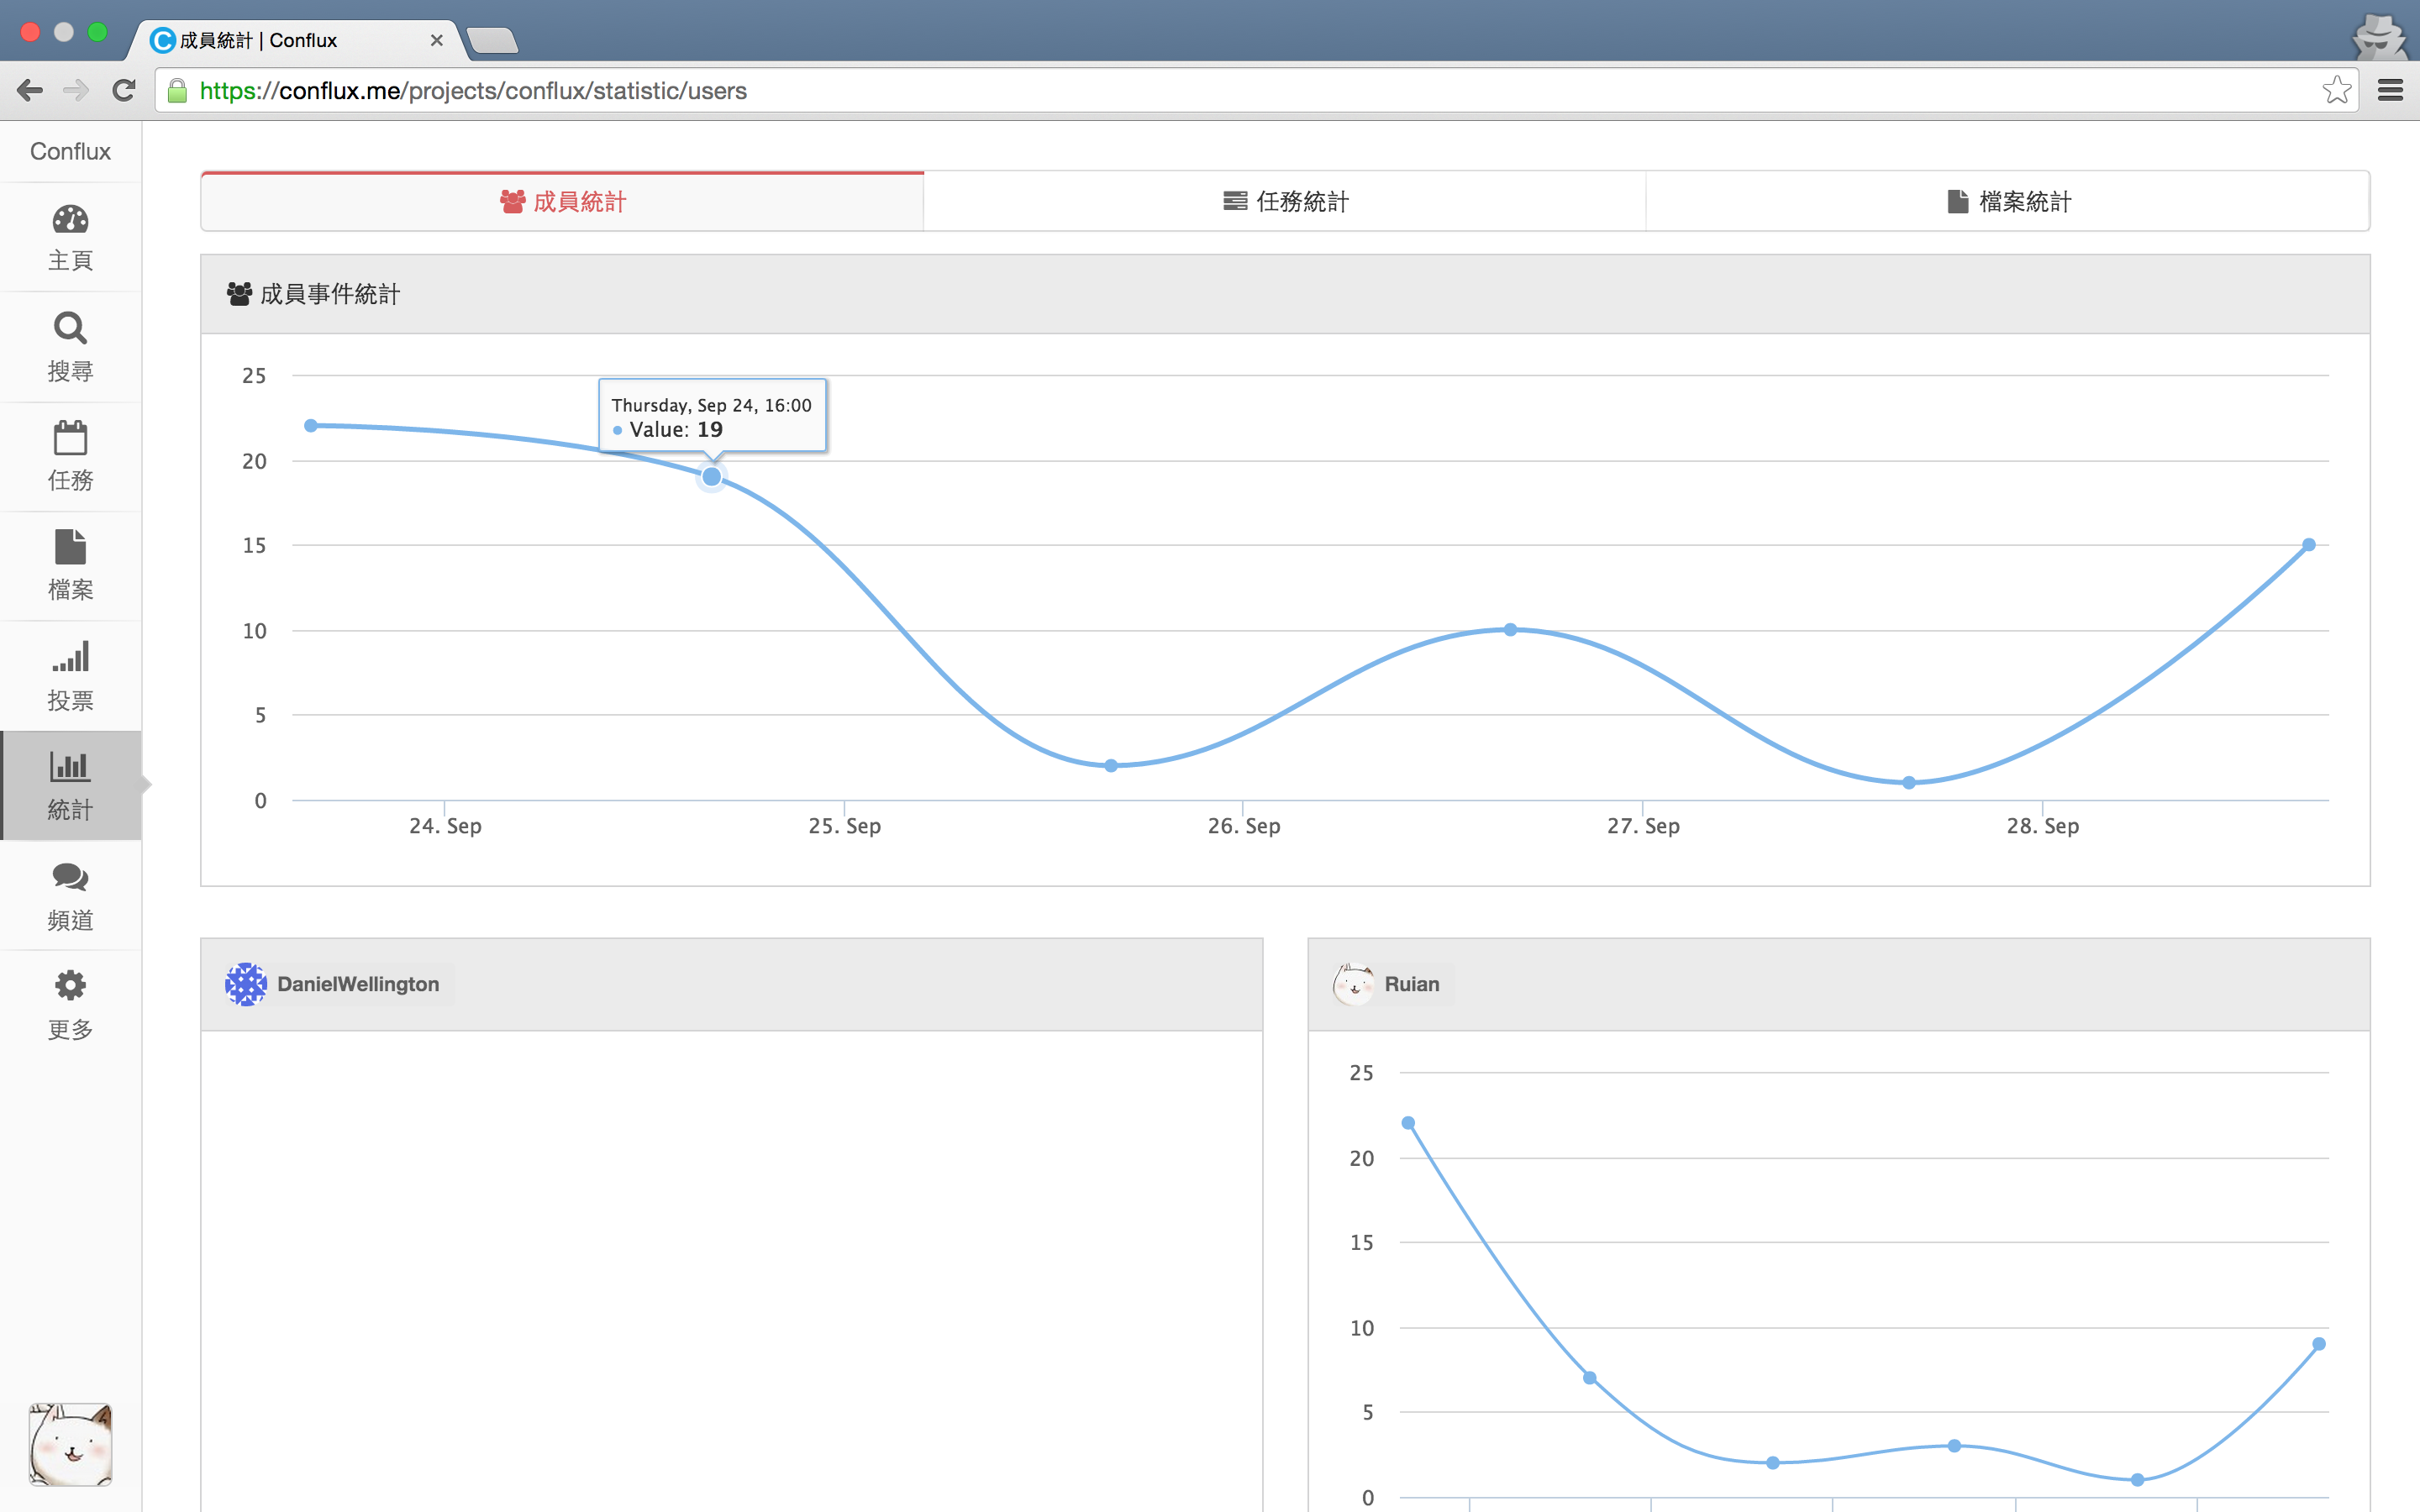 成員統計 | Conflux
https://conflux.me/projects/conflux/statistic/users
Conflux
主頁
搜尋
任務
檔案
投票
統計
頻道
更多
成員統計
任務統計
檔案統計
成員事件統計
25
20
15
10
5
0
Thursday, Sep 24, 16:00
Value: 19
24. Sep
25. Sep
26. Sep
27. Sep
28. Sep
DanielWellington
Ruian
25
20
15
10
5
0